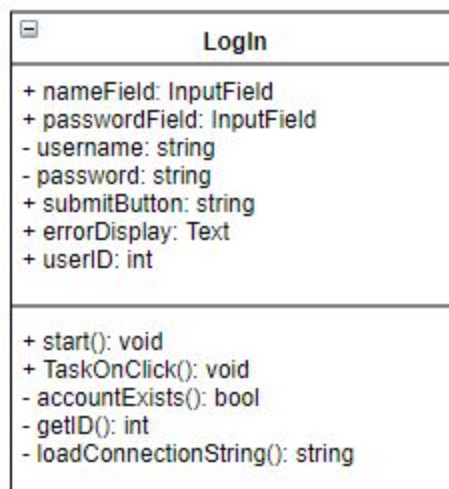 LogIn
+ nameField: InputField
+ passwordField: InputField
- username: string
- password: string
+ submitButton: string
+ errorDisplay: Text
+ userID: int
+ start(): void
+ TaskOnClick(): void
- accountExists(): bool
- getID(): int
- loadConnectionString(): string